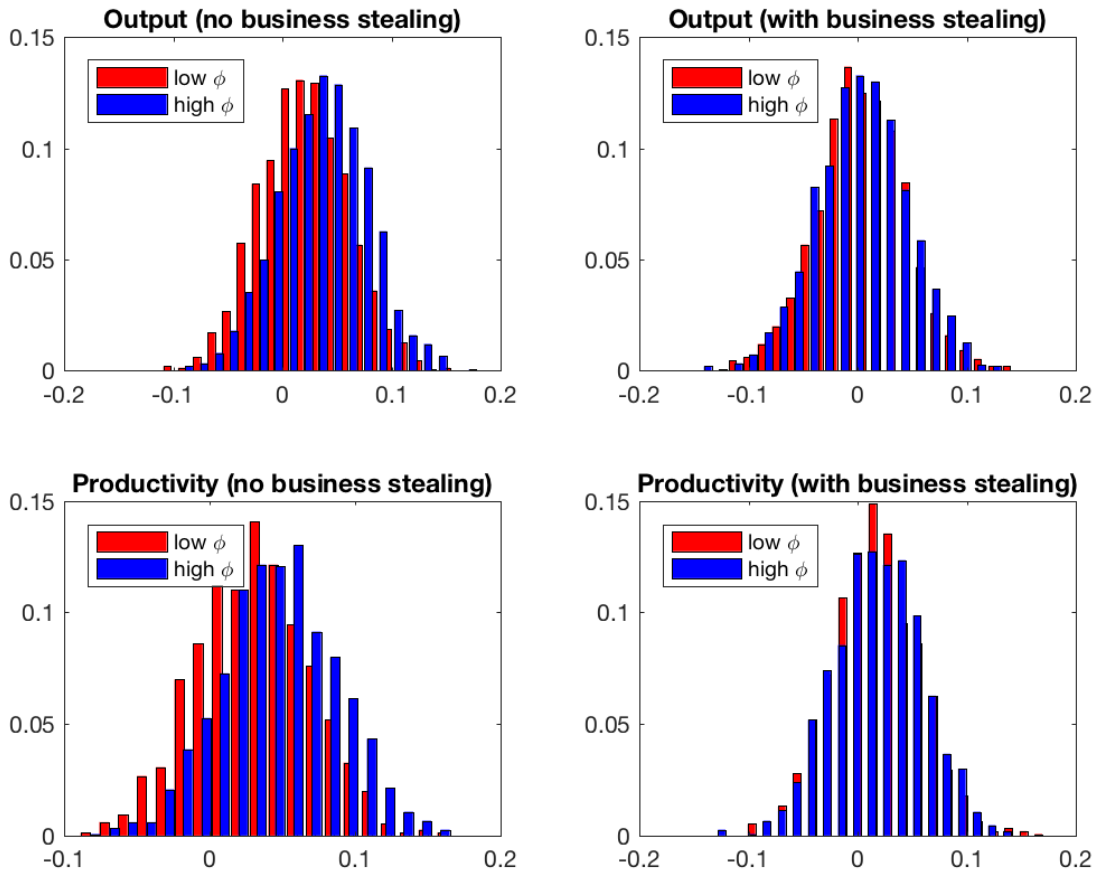 Output (no business stealing)
0.15
0.1
0.05
0
-0.2
-0.1
0
0.1
0.2
low ϕ
high ϕ
Output (with business stealing)
0.15
0.1
0.05
0
-0.2
-0.1
0
0.1
0.2
low ϕ
high ϕ
Productivity (no business stealing)
0.15
0.1
0.05
0
-0.1
0
0.1
0.2
low ϕ
high ϕ
Productivity (with business stealing)
0.15
0.1
0.05
0
-0.2
-0.1
0
0.1
0.2
low ϕ
high ϕ